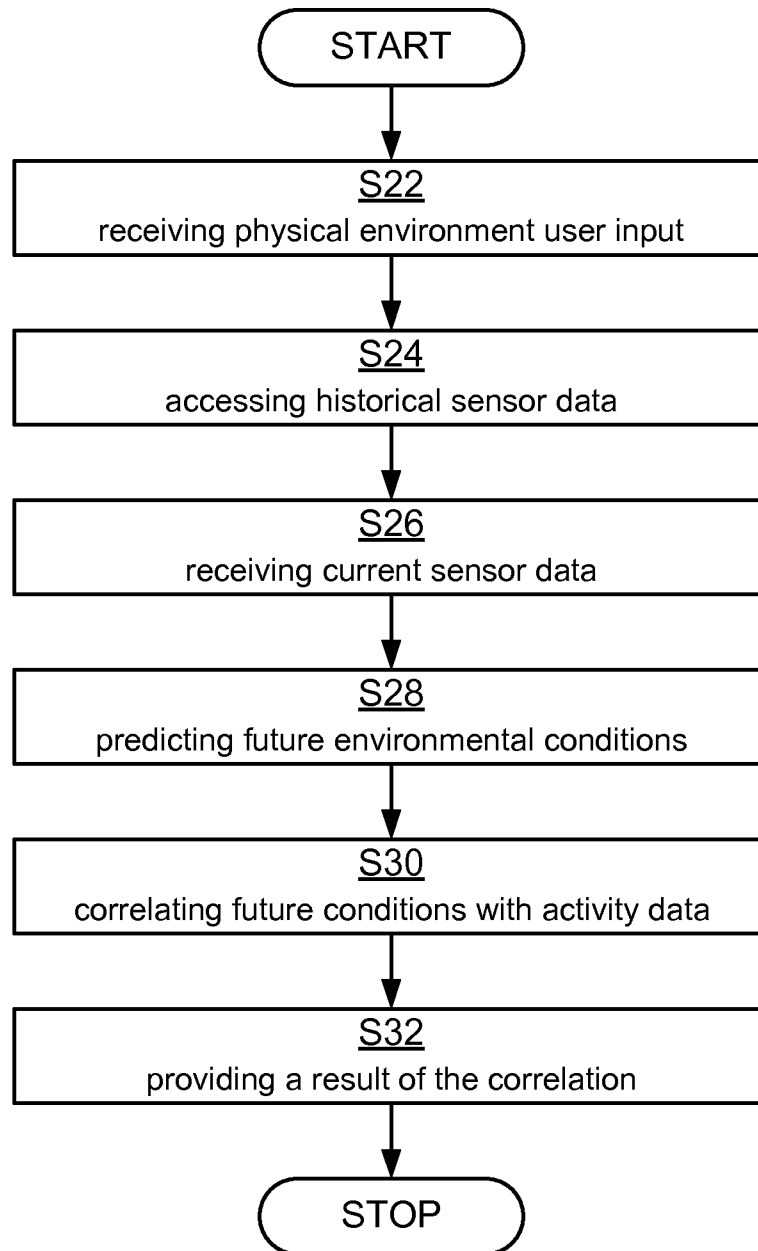 START
S22
receiving physical environment user input
S24
accessing historical sensor data
S26
receiving current sensor data
S28
predicting future environmental conditions
S30
correlating future conditions with activity data
S32
providing a result of the correlation
STOP